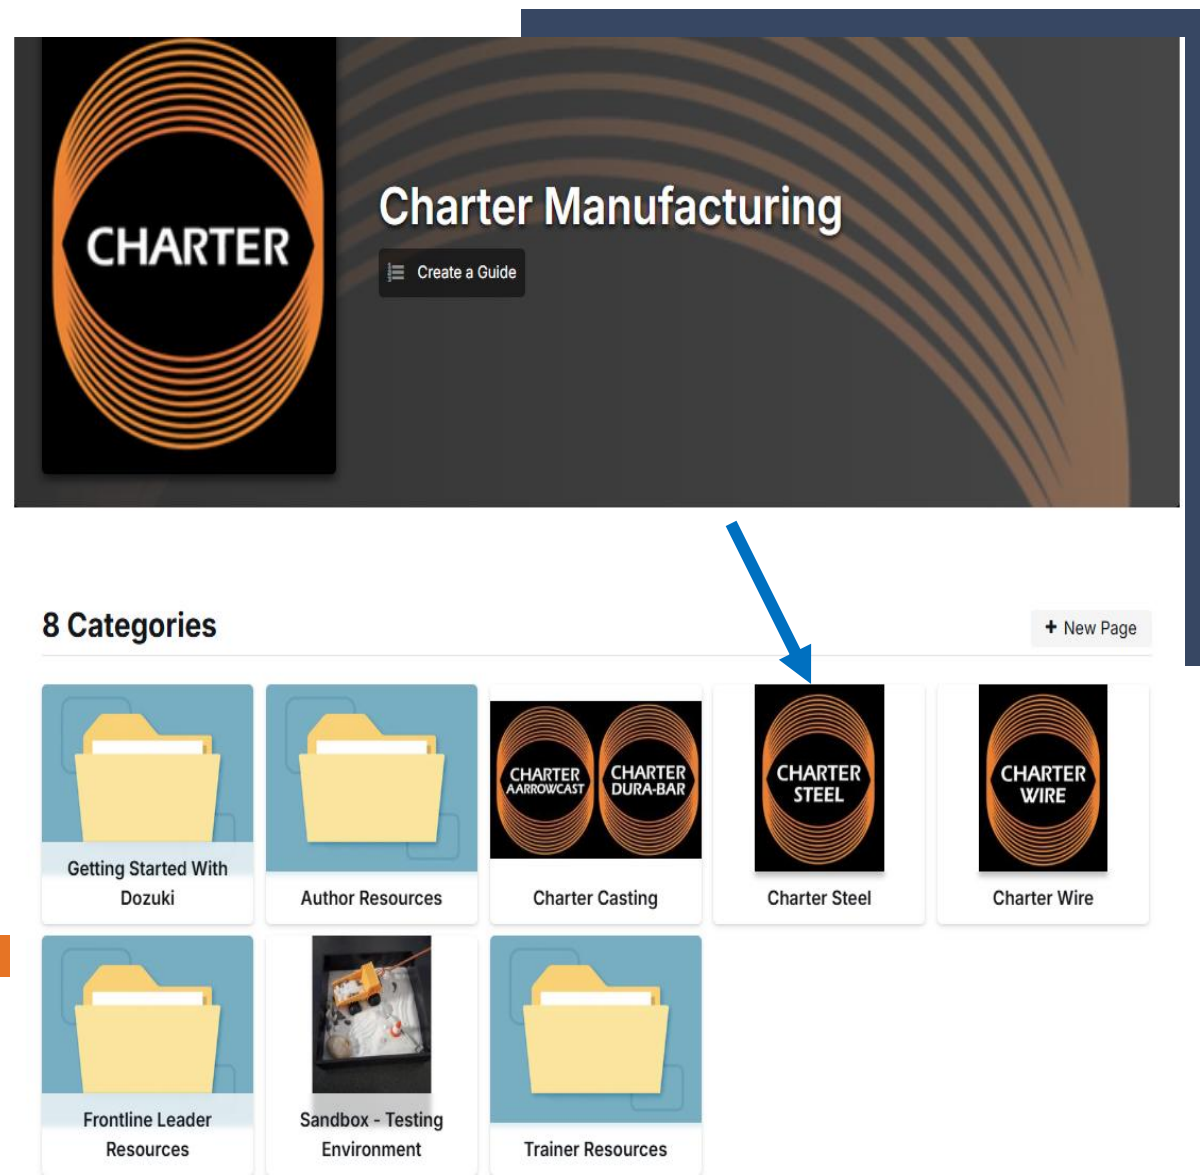 CHARTER
Charter Manufacturing
Create a Guide
8 Categories
+ New Page
Getting Started With
Dozuki
Author Resources
CHARTER
AARROWCAST
CHARTER
DURA-BAR
Charter Casting
CHARTER
STEEL
Charter Steel
CHARTER
WIRE
Charter Wire
Frontline Leader
Resources
Sandbox - Testing
Environment
Trainer Resources